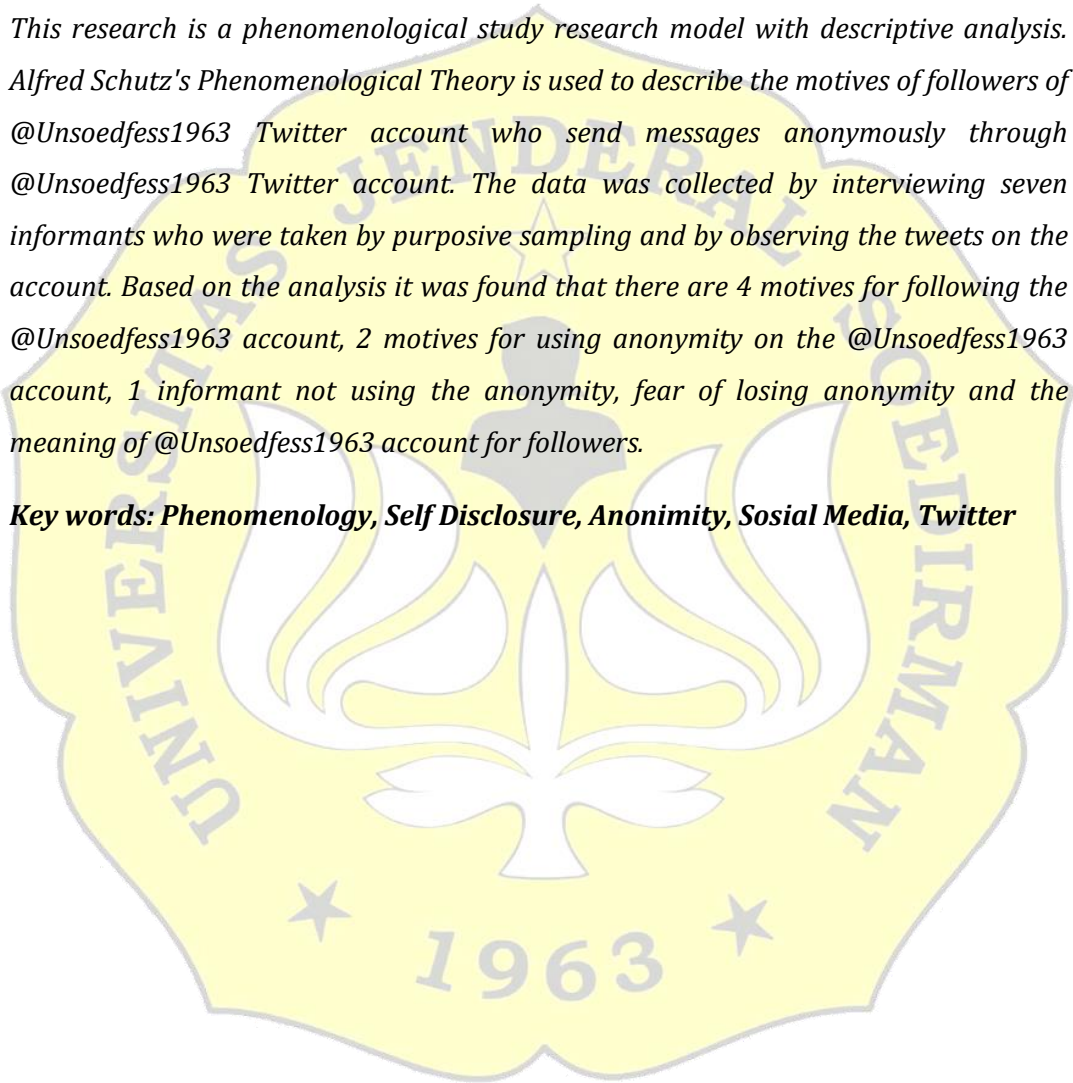 This research is a phenomenological study research model with descriptive analysis.
Alfred Schutz's Phenomenological Theory is used to describe the motives of followers of
@Unsoedfess1963 Twitter account who send messages anonymously through
@Unsoedfess1963 Twitter account. The data was collected by interviewing seven
informants who were taken by purposive sampling and by observing the tweets on the
account. Based on the analysis it was found that there are 4 motives for following the
@Unsoedfess1963 account, 2 motives for using anonymity on the @Unsoedfess1963
account, 1 informant not using the anonymity, fear of losing anonymity and the
meaning of @Unsoedfess1963 account for followers.
Key words: Phenomenology, Self Disclosure, Anonimity, Sosial Media, Twitter
UNIVERSITAS JENDERAL SOEDIRMAN
1963